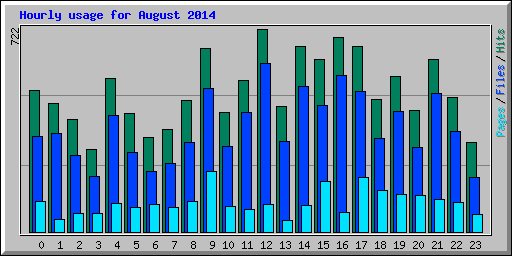 Hourly usage for August 2014
722
Pages/Files/Hits
0 1 2 3 4 5 6 7 8 9 10 11 12 13 14 15 16 17 18 19 20 21 22 23